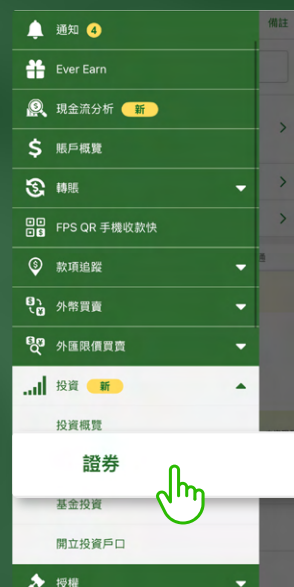 通知 4
備註
Ever Earn
現金流分析 新
賬戶概覽
轉賬
FPS QR 手機收款快
款項追蹤
外幣買賣
外匯限價買賣
投資 新
投資概覽
證券
基金投資
開立投資戶口
授權